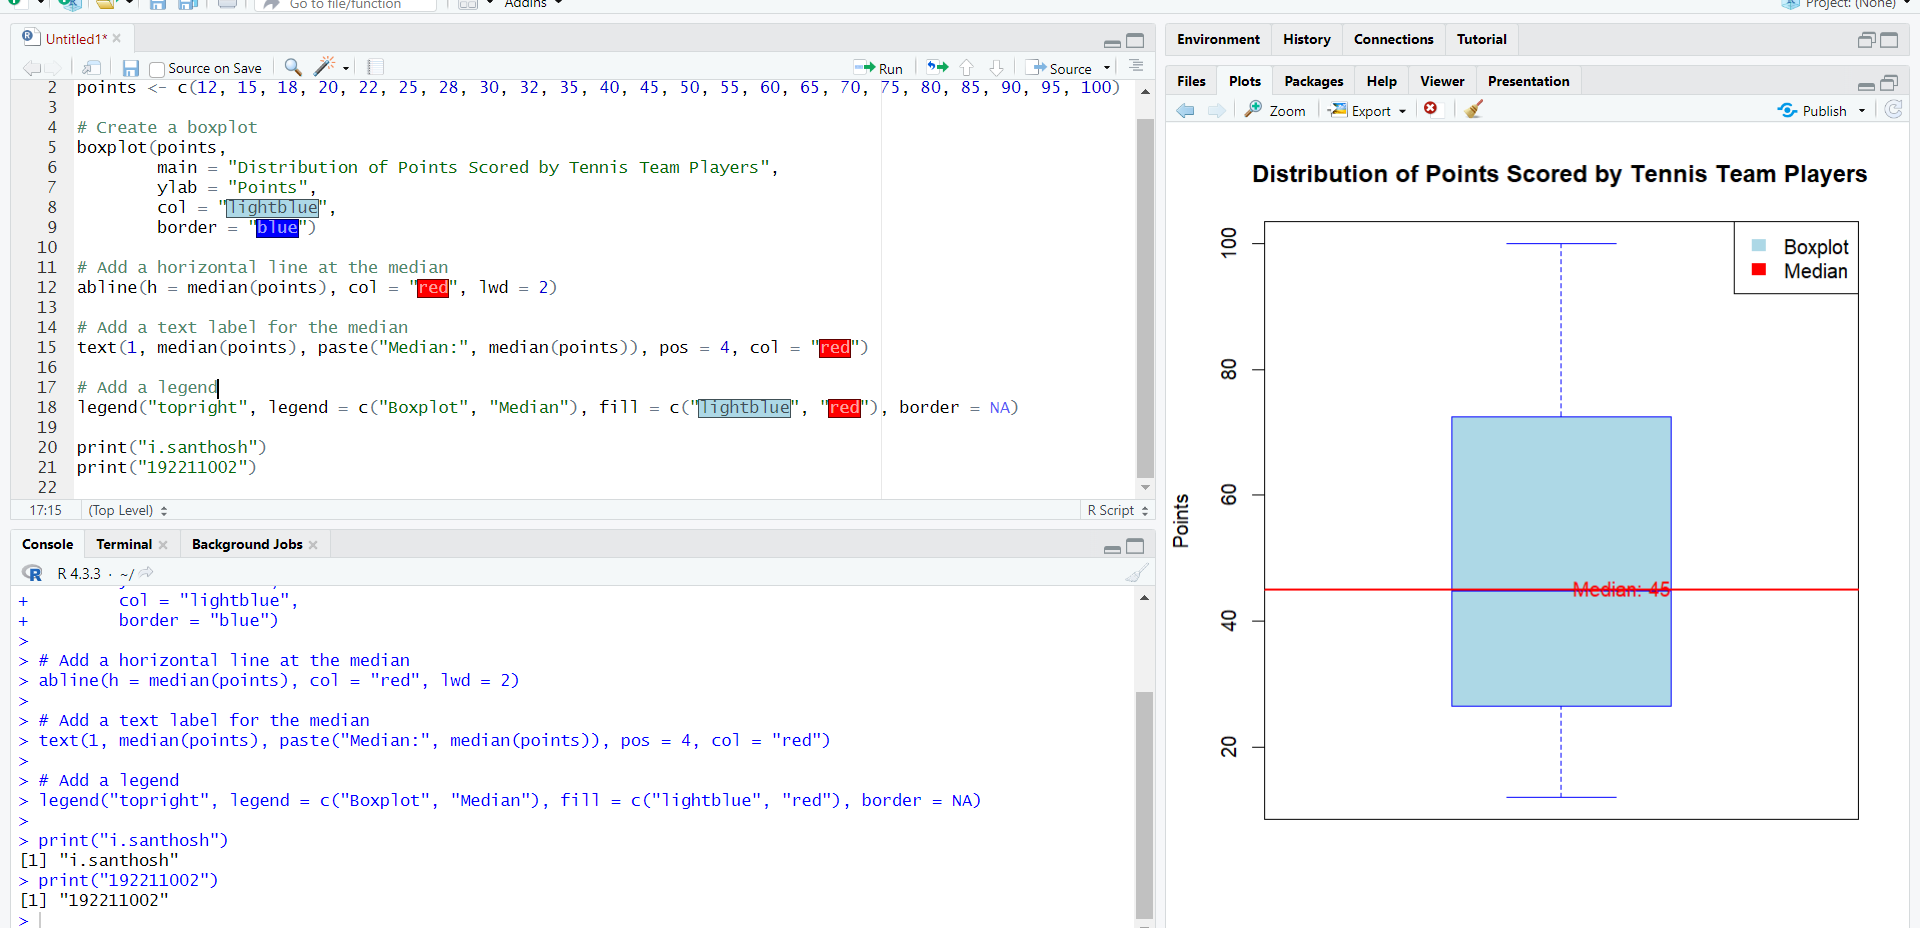 Go to file/function
Addins
Project: (None)
Untitled1*
Source on Save
Run
Source
2 points <- c(12, 15, 18, 20, 22, 25, 28, 30, 32, 35, 40, 45, 50, 55, 60, 65, 70, 75, 80, 85, 90, 95, 100)
3
4 # Create a boxplot
5 boxplot(points,
6         main = "Distribution of Points Scored by Tennis Team Players",
7         ylab = "Points",
8         col = "lightblue",
9         border = "blue")
10
11 # Add a horizontal line at the median
12 abline(h = median(points), col = "red", lwd = 2)
13
14 # Add a text label for the median
15 text(1, median(points), paste("Median:", median(points)), pos = 4, col = "red")
16
17 # Add a legend
18 legend("topright", legend = c("Boxplot", "Median"), fill = c("lightblue", "red"), border = NA)
19
20 print("i.santhosh")
21 print("192211002")
22
17:15 (Top Level) R Script
Console Terminal Background Jobs
R 4.3.3 · ~/
+         col = "lightblue",
+         border = "blue")
>
> # Add a horizontal line at the median
> abline(h = median(points), col = "red", lwd = 2)
>
> # Add a text label for the median
> text(1, median(points), paste("Median:", median(points)), pos = 4, col = "red")
>
> # Add a legend
> legend("topright", legend = c("Boxplot", "Median"), fill = c("lightblue", "red"), border = NA)
>
> print("i.santhosh")
[1] "i.santhosh"
> print("192211002")
[1] "192211002"
>
Environment History Connections Tutorial
Files Plots Packages Help Viewer Presentation
Zoom Export Publish
Distribution of Points Scored by Tennis Team Players
Boxplot
Median
100
80
60
40
20
Points
Median: 45